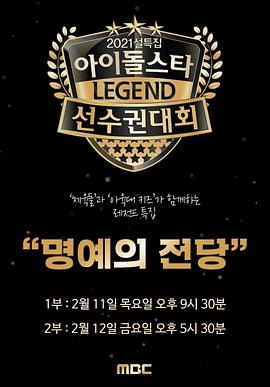 2021설특집
아이돌스타
LEGEND
선수권대회
'체육돌'과 '아육대 키즈'가 함께하는
레전드 특집
“명예의 전당”
1부 : 2월 11일 목요일 오후 9시 30분
2부 : 2월 12일 금요일 오후 5시 30분
MBC